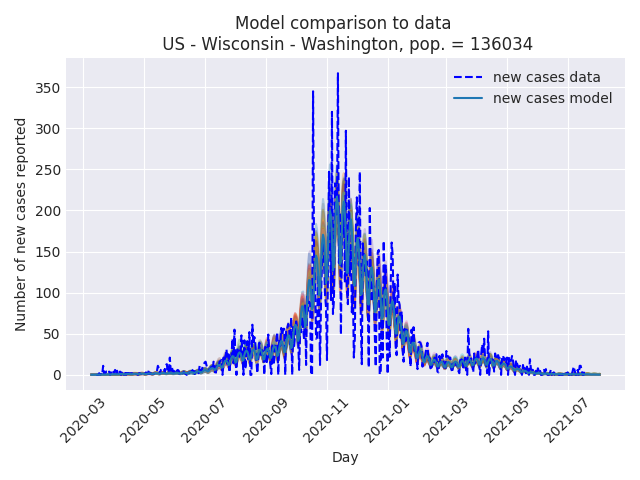 Model comparison to data
US - Wisconsin - Washington, pop. = 136034
new cases data
new cases model
Number of new cases reported
350
300
250
200
150
100
50
0
2020-03
2020-05
2020-07
2020-09
2020-11
2021-01
2021-03
2021-05
2021-07
Day